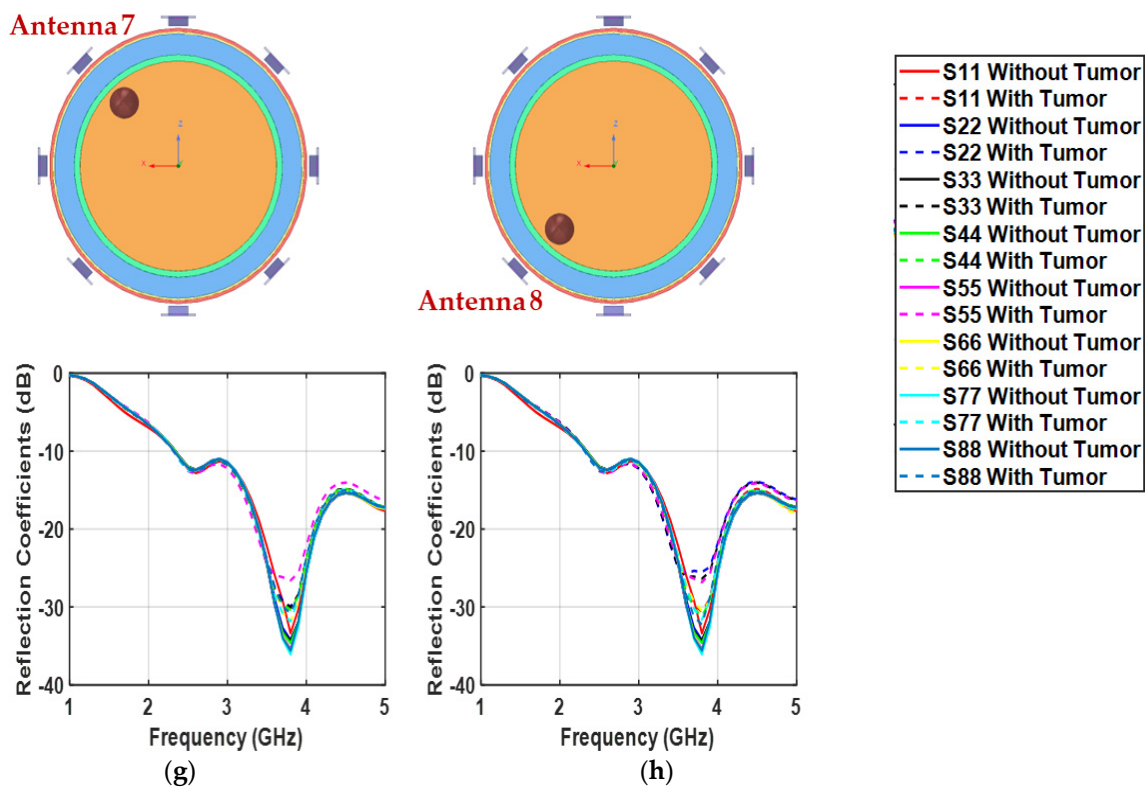 Antenna 7
Z
X
Y
Antenna 8
Z
X
Y
S11 Without Tumor
S11 With Tumor
S22 Without Tumor
S22 With Tumor
S33 Without Tumor
S33 With Tumor
S44 Without Tumor
S44 With Tumor
S55 Without Tumor
S55 With Tumor
S66 Without Tumor
S66 With Tumor
S77 Without Tumor
S77 With Tumor
S88 Without Tumor
S88 With Tumor
Reflection Coefficients (dB)
0
-10
-20
-30
-40
1 2 3 4 5
Frequency (GHz)
(g)
Reflection Coefficients (dB)
0
-10
-20
-30
-40
1 2 3 4 5
Frequency (GHz)
(h)